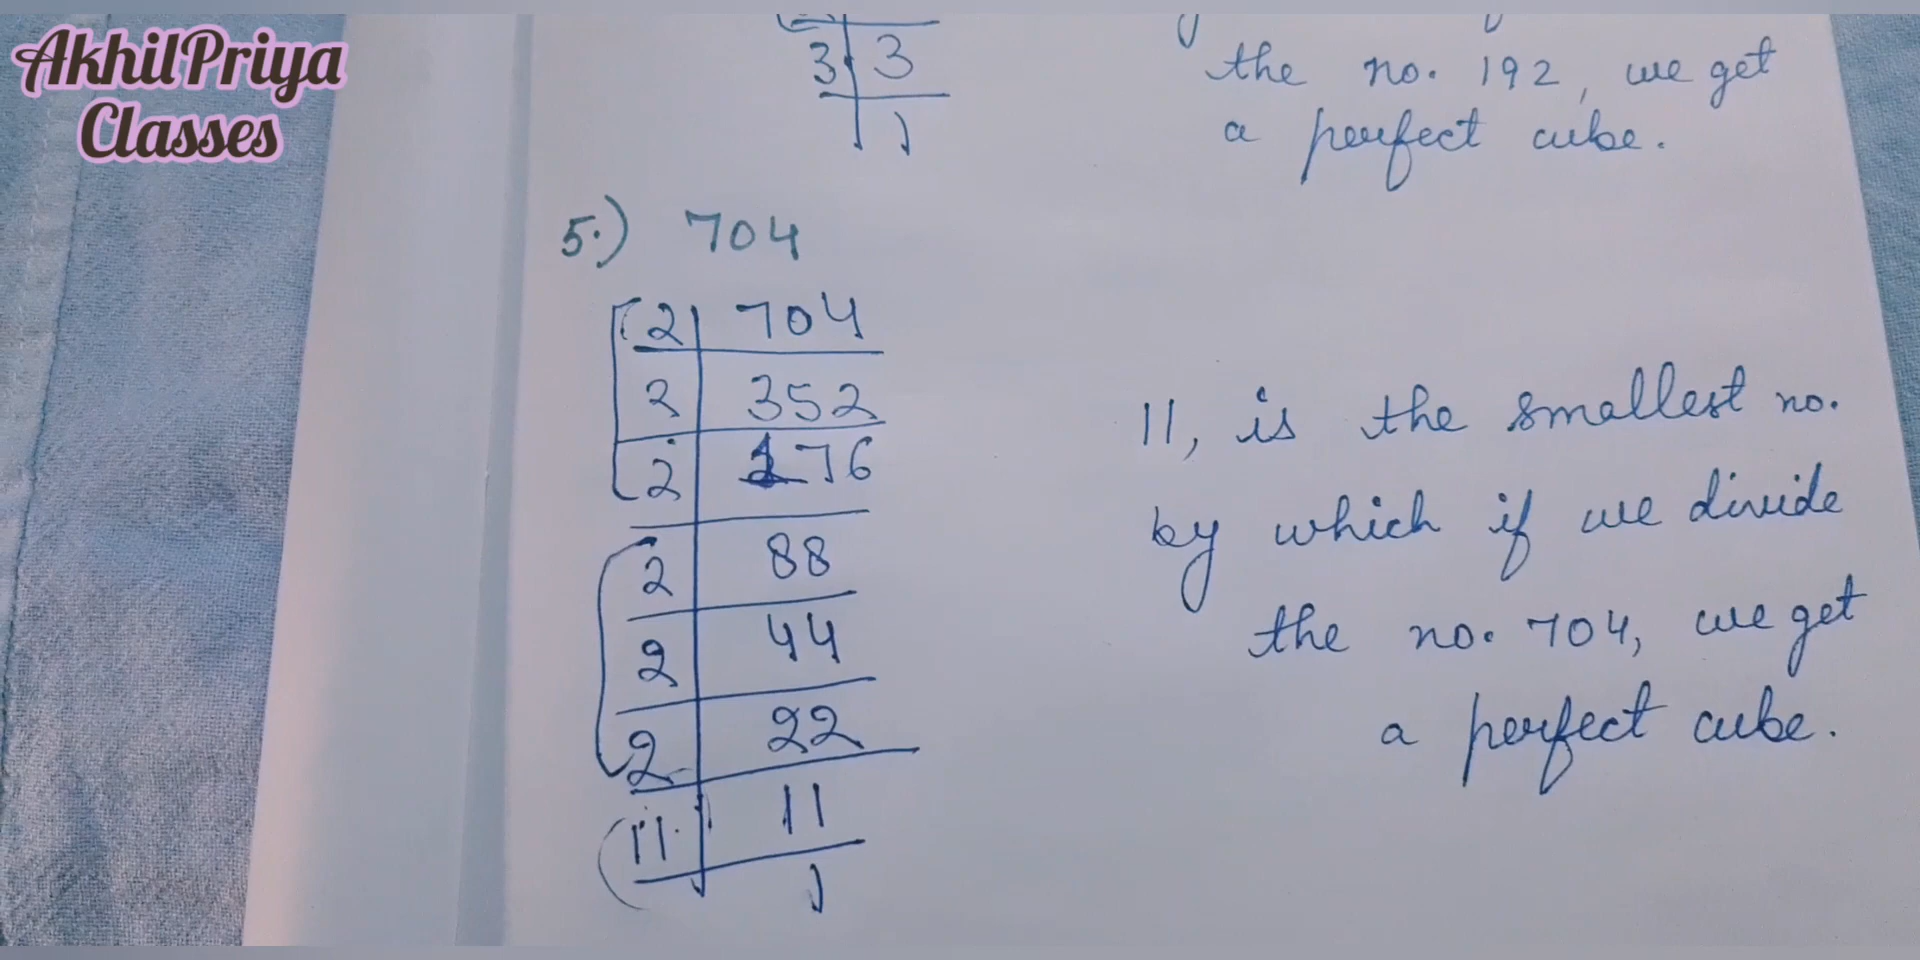 AkhilPriya
Classes
3 3
1
the no. 192, we get
a perfect cube.
5.) 704
2 704
2 352
2 176
2 88
2 44
2 22
11 11
1
11, is the smallest no.
by which if we divide
the no. 704, we get
a perfect cube.